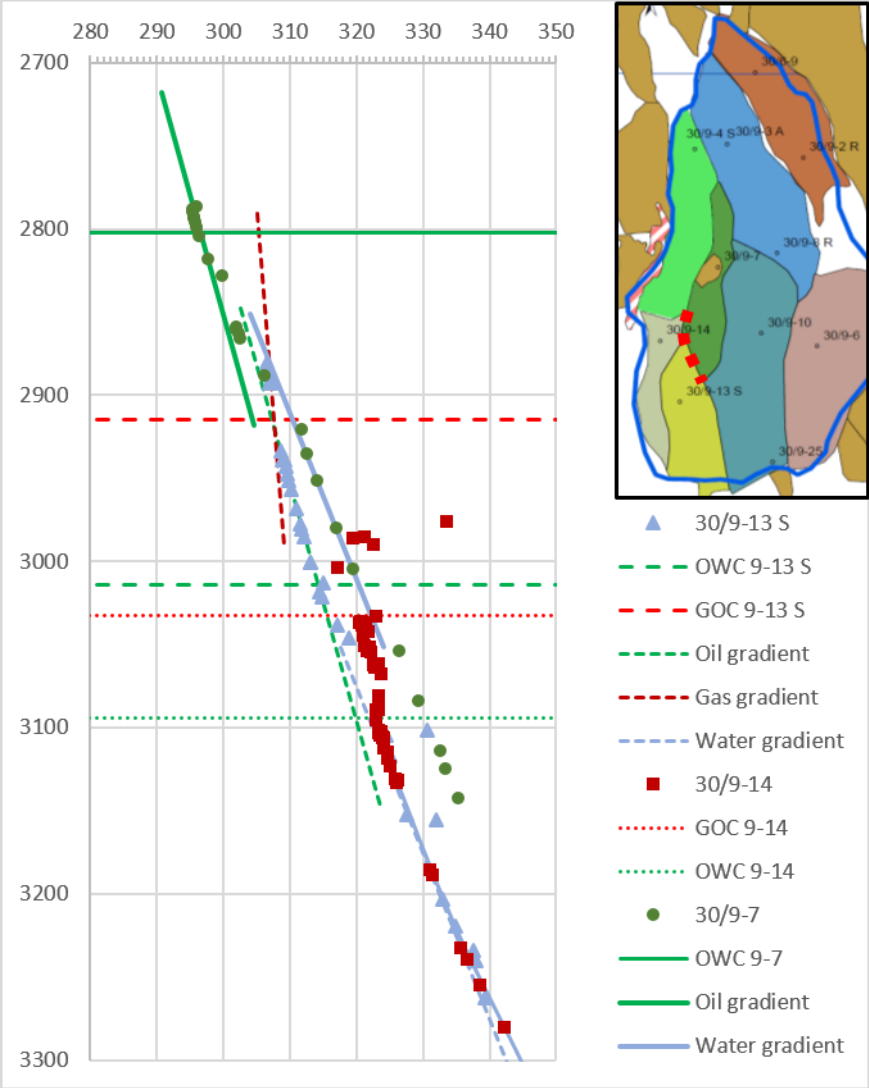 280 290 300 310 320 330 340 350
2700
2800
2900
3000
3100
3200
3300
30/6-9
30/9-4 S
30/9-3 A
30/9-2 R
30/9-8 R
30/9-7
30/9-14
30/9-10
30/9-6
30/9-13 S
30/9-25
30/9-13 S
OWC 9-13 S
GOC 9-13 S
Oil gradient
Gas gradient
Water gradient
30/9-14
GOC 9-14
OWC 9-14
30/9-7
OWC 9-7
Oil gradient
Water gradient